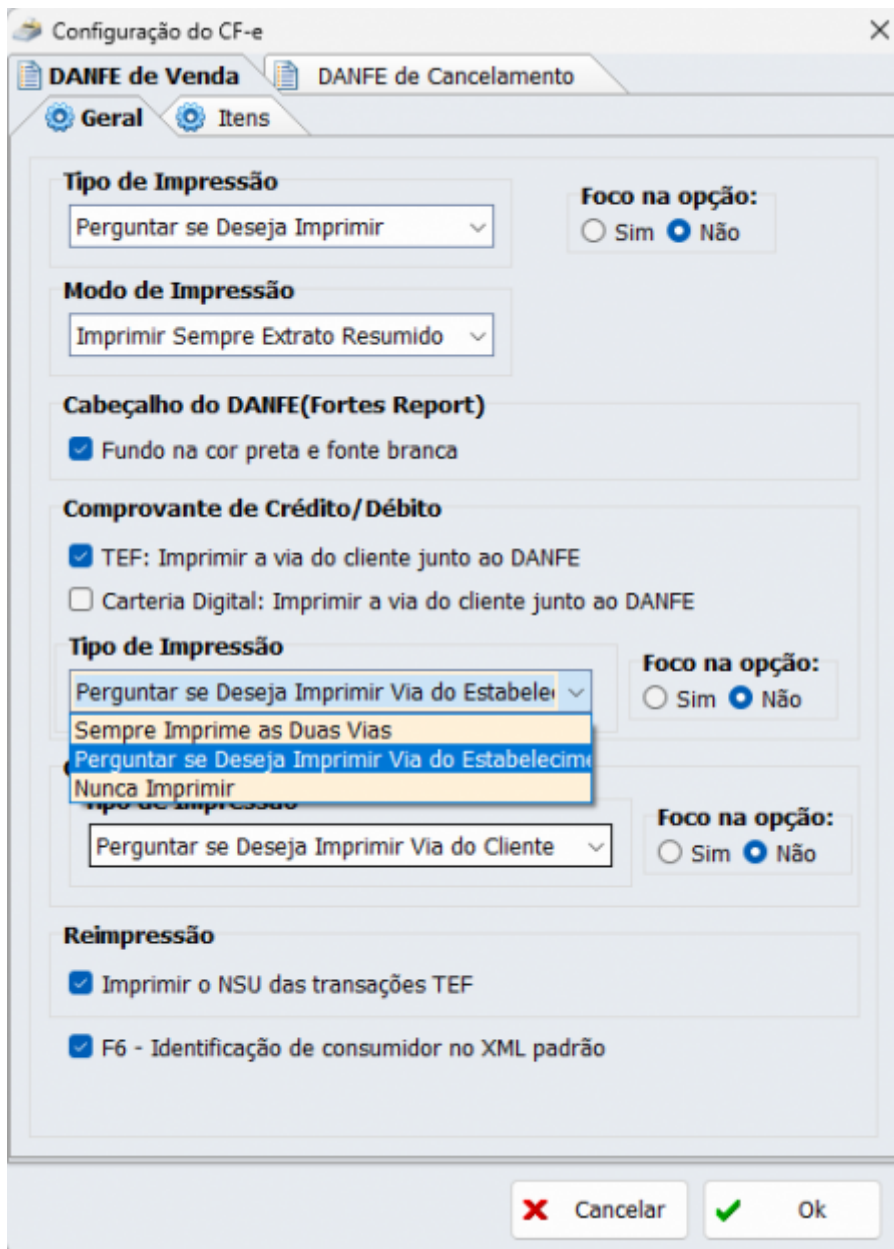 Configuração do CF-e
DANFE de Venda
DANFE de Cancelamento
Geral
Itens
Tipo de Impressão
Foco na opção:
Perguntar se Deseja Imprimir
Sim
Não
Modo de Impressão
Imprimir Sempre Extrato Resumido
Cabeçalho do DANFE(Fortes Report)
Fundo na cor preta e fonte branca
Comprovante de Crédito/Débito
TEF: Imprimir a via do cliente junto ao DANFE
Carteria Digital: Imprimir a via do cliente junto ao DANFE
Tipo de Impressão
Foco na opção:
Perguntar se Deseja Imprimir Via do Estabele
Sim
Não
Sempre Imprime as Duas Vias
Perguntar se Deseja Imprimir Via do Estabelecim
Nunca Imprimir
Tipo de Impressão
Foco na opção:
Perguntar se Deseja Imprimir Via do Cliente
Sim
Não
Reimpressão
Imprimir o NSU das transações TEF
F6 - Identificação de consumidor no XML padrão
Cancelar
Ok